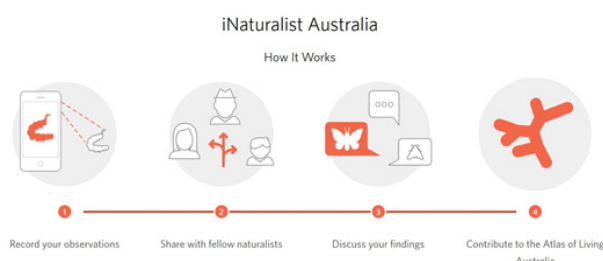 iNaturalist Australia
How It Works
1
2
3
4
Record your observations
Share with fellow naturalists
Discuss your findings
Contribute to the Atlas of Living
Australia